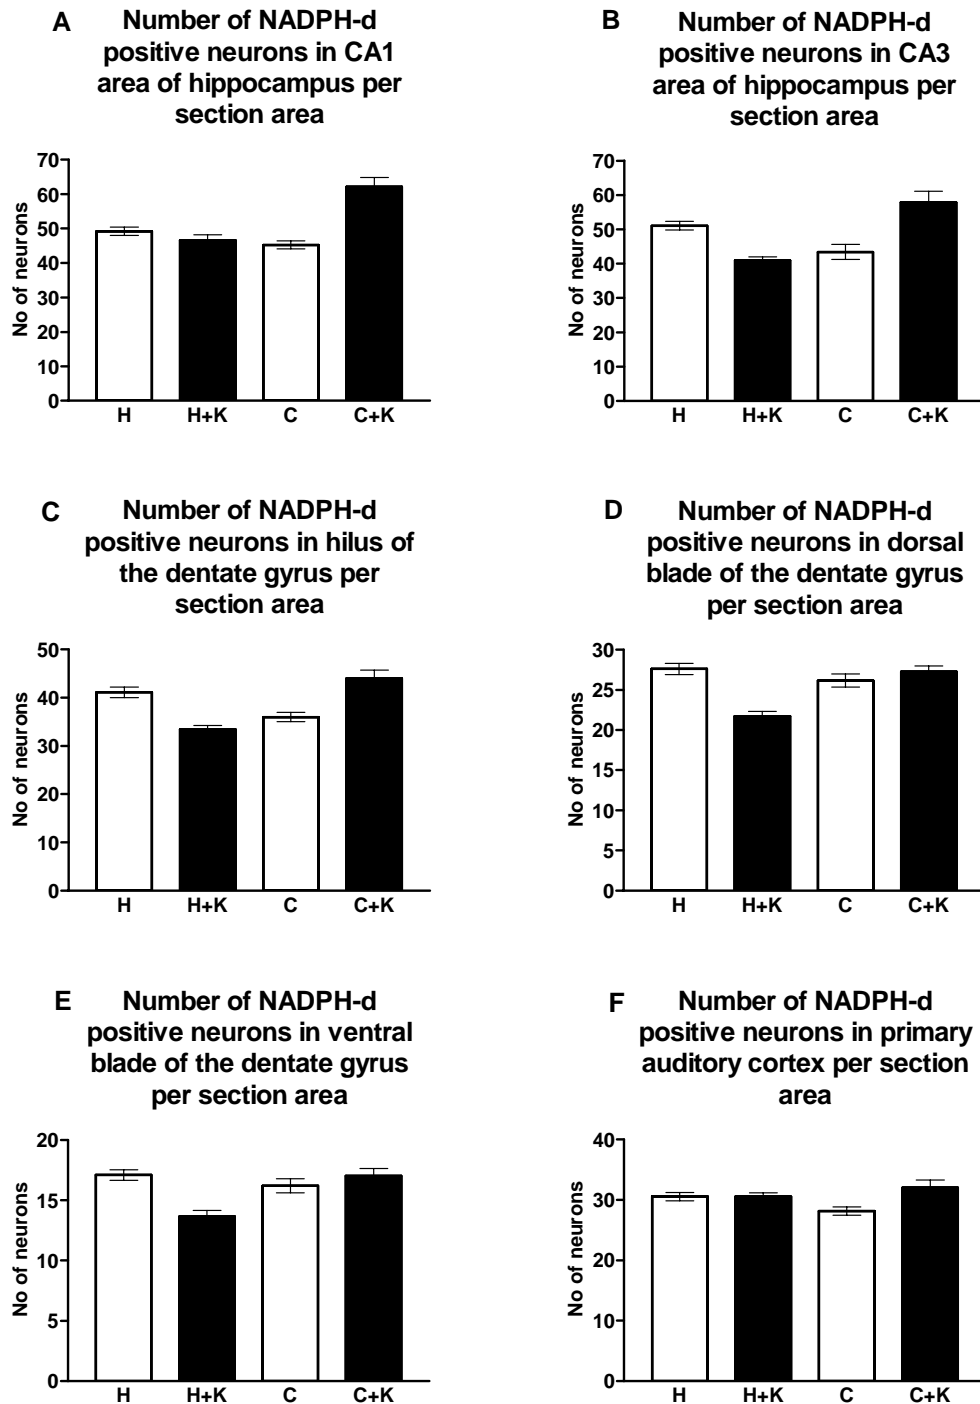 A
Number of NADPH-d
positive neurons in CA1
area of hippocampus per
section area
No of neurons
70
60
50
40
30
20
10
0
H H+K C C+K
B
Number of NADPH-d
positive neurons in CA3
area of hippocampus per
section area
No of neurons
70
60
50
40
30
20
10
0
H H+K C C+K
C
Number of NADPH-d
positive neurons in hilus of
the dentate gyrus per
section area
No of neurons
50
40
30
20
10
0
H H+K C C+K
D
Number of NADPH-d
positive neurons in dorsal
blade of the dentate gyrus
per section area
No of neurons
30
25
20
15
10
5
0
H H+K C C+K
E
Number of NADPH-d
positive neurons in ventral
blade of the dentate gyrus
per section area
No of neurons
20
15
10
5
0
H H+K C C+K
F
Number of NADPH-d
positive neurons in primary
auditory cortex per section
area
No of neurons
40
30
20
10
0
H H+K C C+K